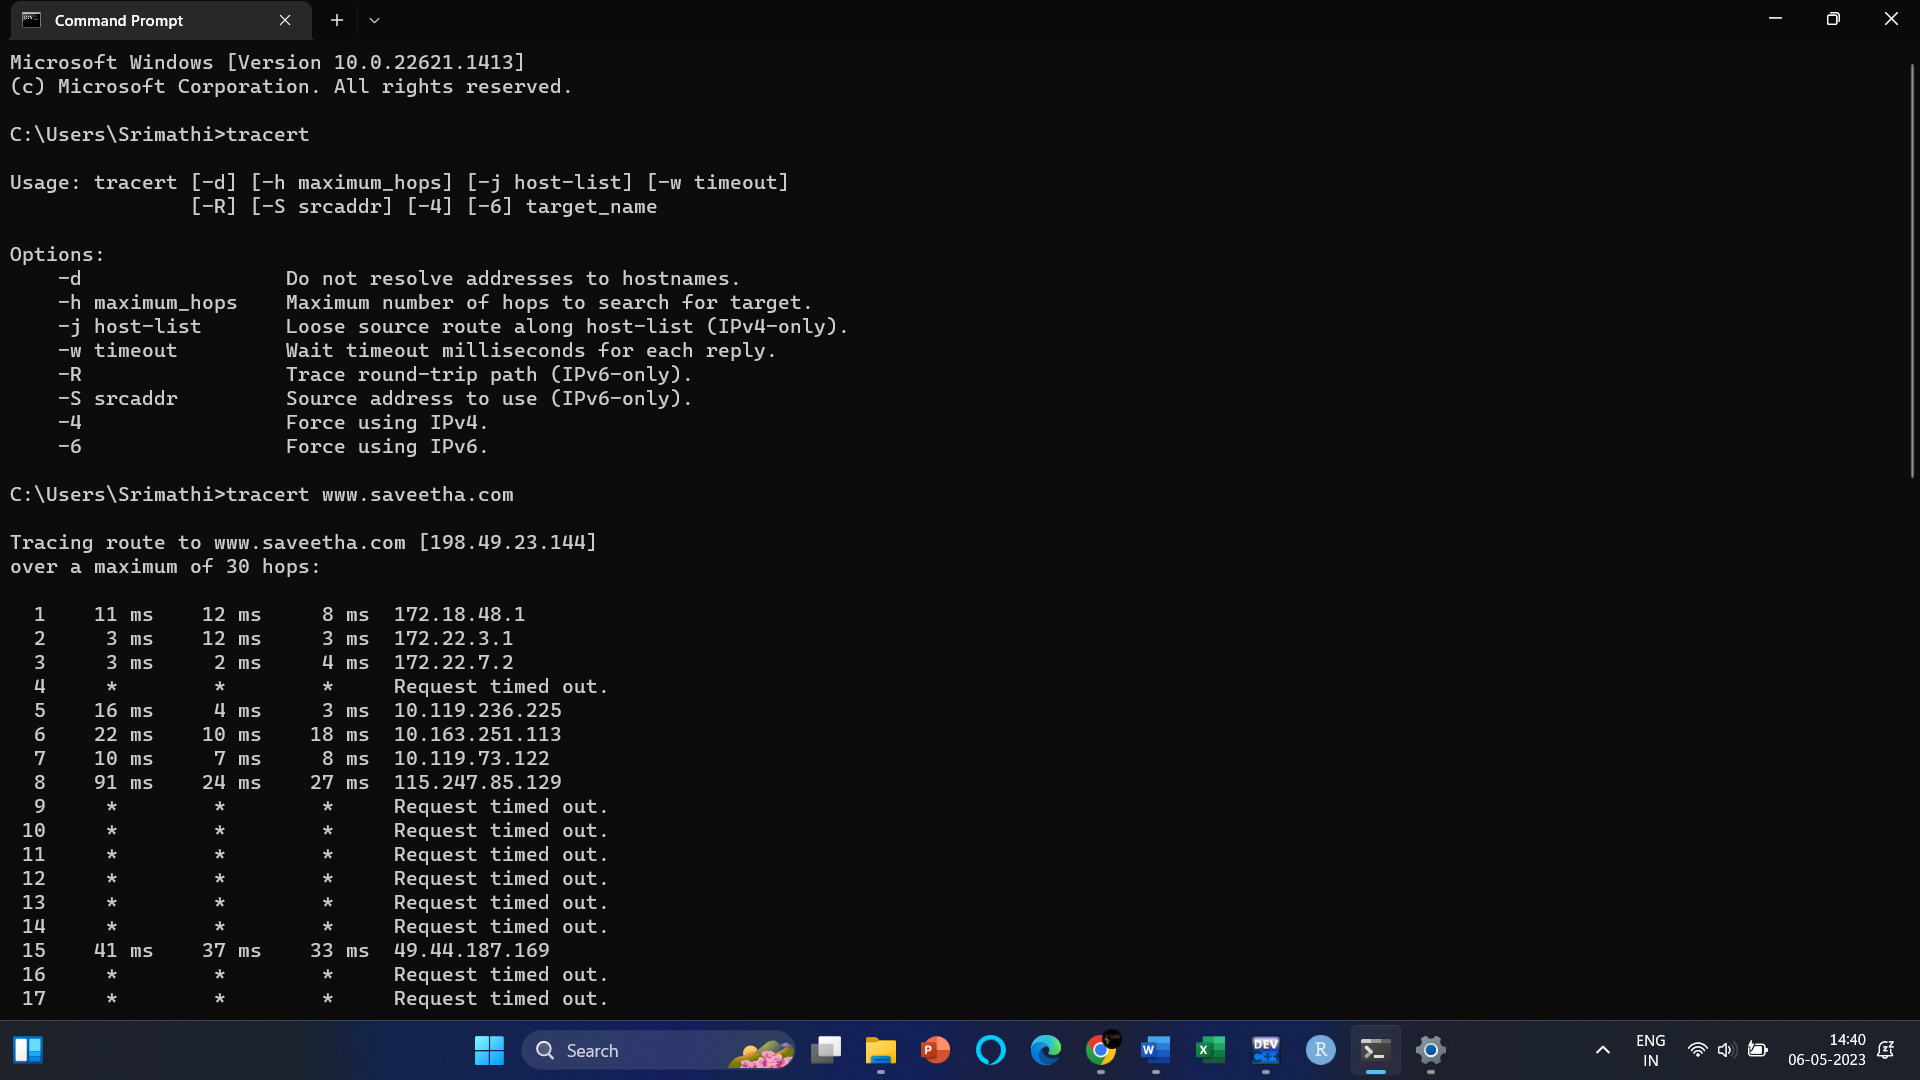 Command Prompt
Microsoft Windows [Version 10.0.22621.1413]
(c) Microsoft Corporation. All rights reserved.
C:\Users\Srimathi>tracert
Usage: tracert [-d] [-h maximum_hops] [-j host-list] [-w timeout]
               [-R] [-S srcaddr] [-4] [-6] target_name
Options:
    -d                 Do not resolve addresses to hostnames.
    -h maximum_hops    Maximum number of hops to search for target.
    -j host-list       Loose source route along host-list (IPv4-only).
    -w timeout         Wait timeout milliseconds for each reply.
    -R                 Trace round-trip path (IPv6-only).
    -S srcaddr         Source address to use (IPv6-only).
    -4                 Force using IPv4.
    -6                 Force using IPv6.
C:\Users\Srimathi>tracert www.saveetha.com
Tracing route to www.saveetha.com [198.49.23.144]
over a maximum of 30 hops:
  1    11 ms    12 ms     8 ms  172.18.48.1
  2     3 ms    12 ms     3 ms  172.22.3.1
  3     3 ms     2 ms     4 ms  172.22.7.2
  4     *        *        *     Request timed out.
  5    16 ms     4 ms     3 ms  10.119.236.225
  6    22 ms    10 ms    18 ms  10.163.251.113
  7    10 ms     7 ms     8 ms  10.119.73.122
  8    91 ms    24 ms    27 ms  115.247.85.129
  9     *        *        *     Request timed out.
 10     *        *        *     Request timed out.
 11     *        *        *     Request timed out.
 12     *        *        *     Request timed out.
 13     *        *        *     Request timed out.
 14     *        *        *     Request timed out.
 15    41 ms    37 ms    33 ms  49.44.187.169
 16     *        *        *     Request timed out.
 17     *        *        *     Request timed out.
Search
P
W
X
DEV
C++
R
ENG
IN
14:40
06-05-2023